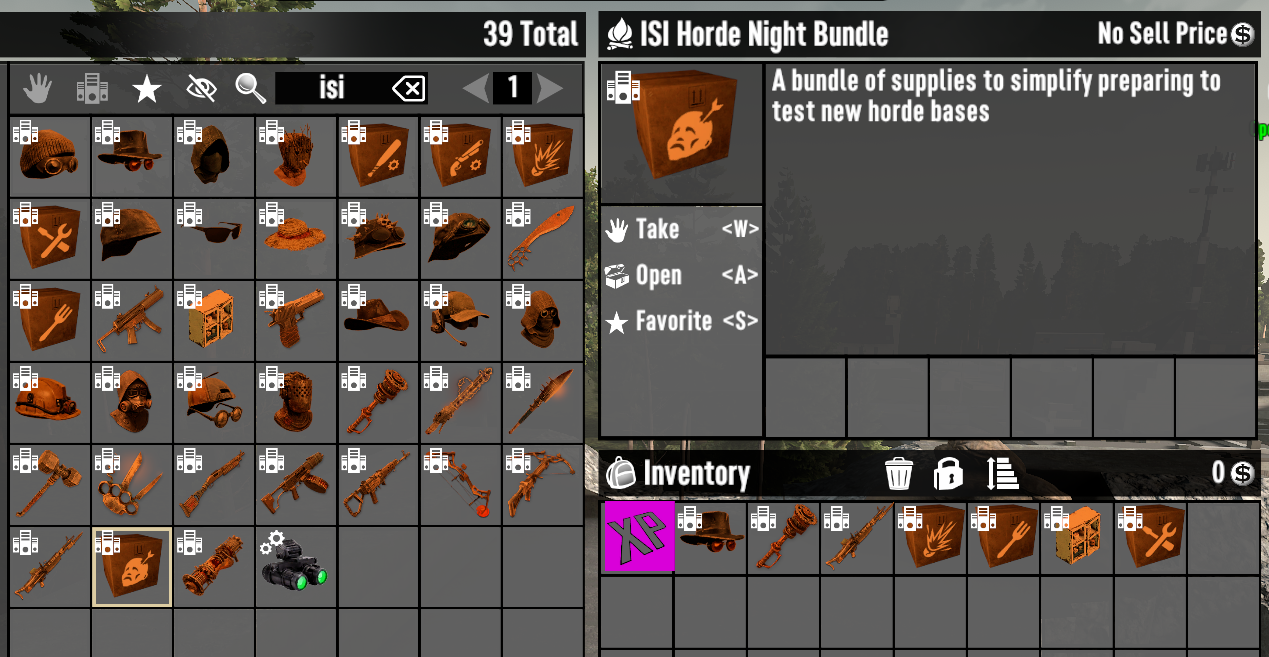 39 Total
isi
1
ISI Horde Night Bundle
No Sell Price
A bundle of supplies to simplify preparing to
test new horde bases
Take <W>
Open <A>
Favorite <S>
Inventory
0
XP